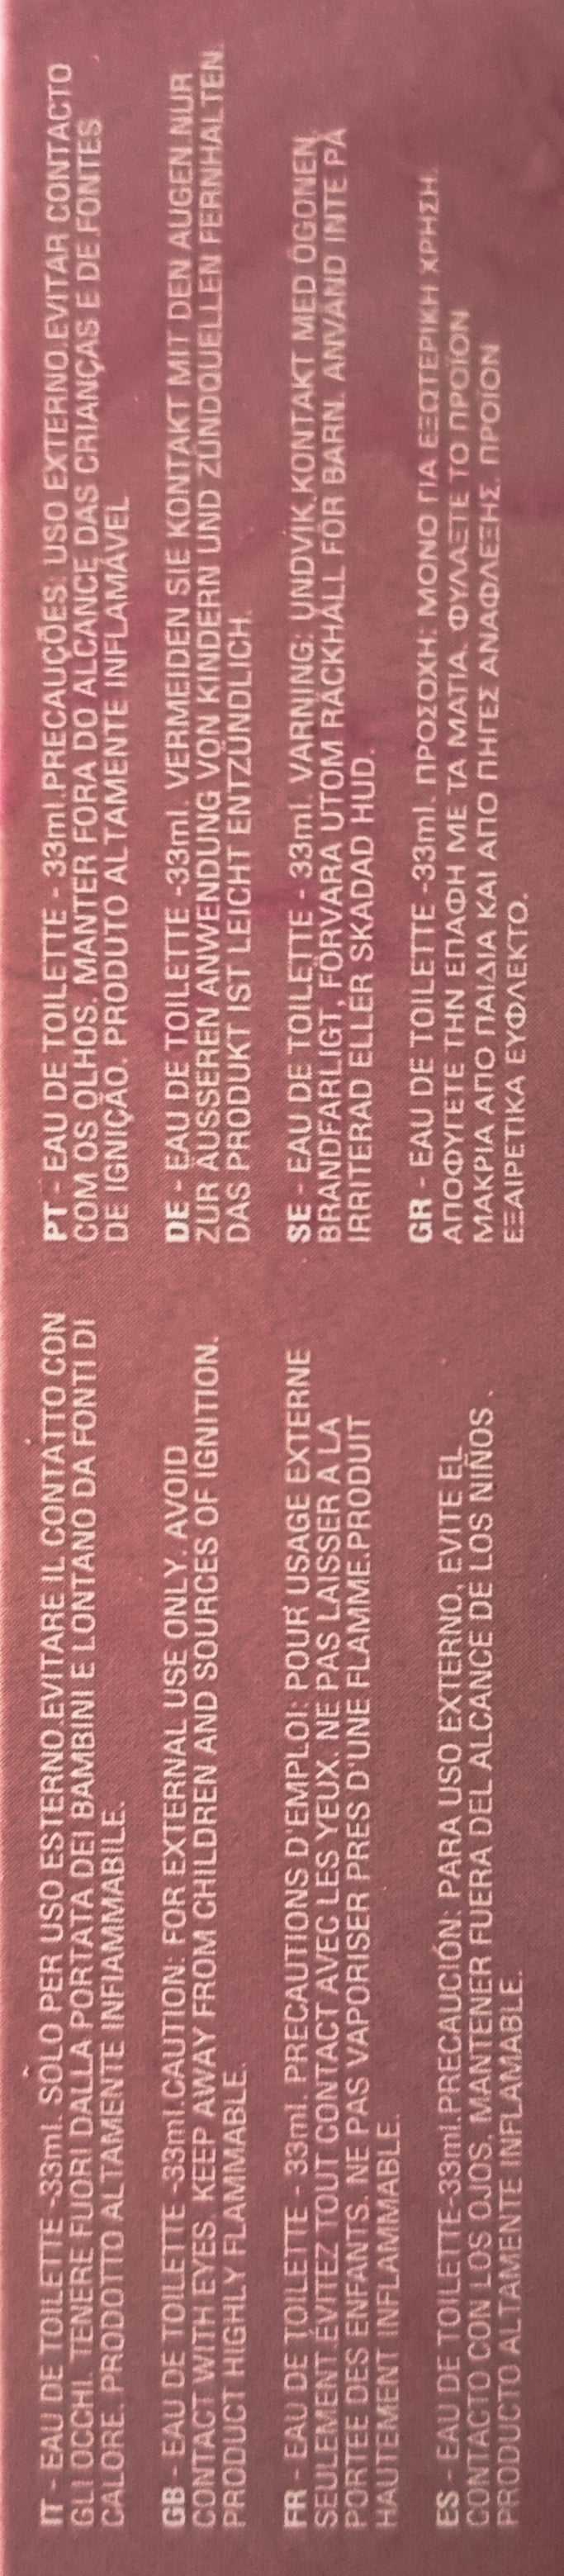 IT - EAU DE TOILETTE -33ml. SOLO PER USO ESTERNO.EVITARE IL CONTATTO CON
GLI OCCHI. TENERE FUORI DALLA PORTATA DEI BAMBINI E LONTANO DA FONTI DI
CALORE. PRODOTTO ALTAMENTE INFIAMMABILE.
GB - EAU DE TOILETTE -33ml.CAUTION: FOR EXTERNAL USE ONLY. AVOID
CONTACT WITH EYES. KEEP AWAY FROM CHILDREN AND SOURCES OF IGNITION.
PRODUCT HIGHLY FLAMMABLE.
FR - EAU DE TOILETTE - 33ml. PRECAUTIONS D'EMPLOI: POUR USAGE EXTERNE
SEULEMENT.ÉVITEZ TOUT CONTACT AVEC LES YEUX. NE PAS LAISSER A LA
PORTEE DES ENFANTS. NE PAS VAPORISER PRES D'UNE FLAMME.PRODUIT
HAUTEMENT INFLAMMABLE.
ES - EAU DE TOILETTE-33ml.PRECAUCIÓN: PARA USO EXTERNO, EVITE EL
CONTACTO CON LOS OJOS. MANTENER FUERA DEL ALCANCE DE LOS NIÑOS .
PRODUCTO ALTAMENTE INFLAMABLE.
PT - EAU DE TOILETTE - 33ml.PRECAUÇÕES: USO EXTERNO.EVITAR CONTACTO
COM OS OLHOS. MANTER FORA DO ALCANCE DAS CRIANÇAS E DE FONTES
DE IGNIÇÃO. PRODUTO ALTAMENTE INFLAMÁVEL
DE - EAU DE TOILETTE -33ml. VERMEIDEN SIE KONTAKT MIT DEN AUGEN.NUR
ZUR ÄUSSEREN ANWENDUNG VON KINDERN UND ZÜNDQUELLEN FERNHALTEN.
DAS PRODUKT IST LEICHT ENTZÜNDLICH.
SE - EAU DE TOILETTE - 33ml. VARNING: UNDVIK KONTAKT MED ÖGONEN,
BRANDFARLIGT, FÖRVARA UTOM RÄCKHÅLL FÖR BARN. ANVÄND INTE PÅ
IRRITERAD ELLER SKADAD HUD.
GR - EAU DE TOILETTE -33ml. ΠΡΟΣΟΧΗ: ΜΟΝΟ ΓΙΑ ΕΞΩΤΕΡΙΚΗ ΧΡΗΣΗ.
ΑΠΟΦΥΓΕΤΕ ΤΗΝ ΕΠΑΦΗ ΜΕ ΤΑ ΜΑΤΙΑ. ΦΥΛΑΞΤΕ ΤΟ ΠΡΟΪΟΝ
ΜΑΚΡΙΑ ΑΠΟ ΠΑΙΔΙΑ ΚΑΙ ΑΠΟ ΠΗΓΕΣ ΑΝΑΦΛΕΞΗΣ. ΠΡΟΪΟΝ
ΕΞΑΙΡΕΤΙΚΑ ΕΥΦΛΕΚΤΟ.